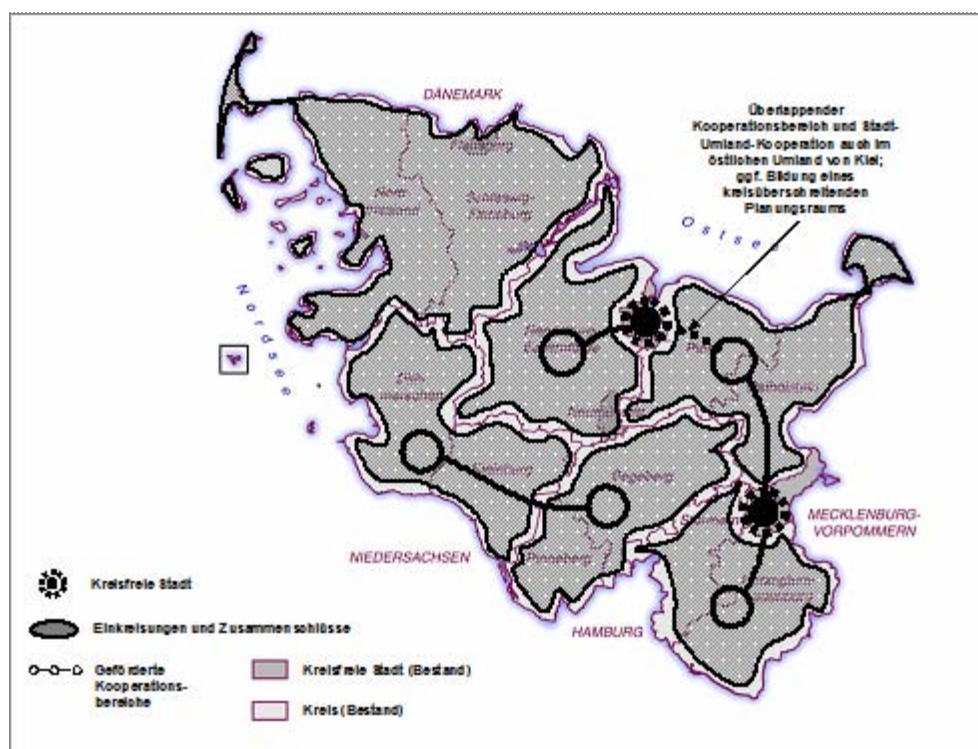 DÄNEMARK
Überlappender
Kooperationsbereich und Stadt-
Umland-Kooperation auch im
östlichen Umland von Kiel;
ggf. Bildung eines
kreisüberschreitenden
Planungsraums
Flensburg
Schleswig-
Flensburg
Ostsee
Nordsee
Steinburg
Segeberg
Pinneberg
MECKLENBURG-
VORPOMMERN
NIEDERSACHSEN
HAMBURG
Kreisfreie Stadt
Einkreisungen und Zusammenschlüsse
Geförderte
Kooperations-
bereiche
Kreisfreie Stadt (Bestand)
Kreis (Bestand)